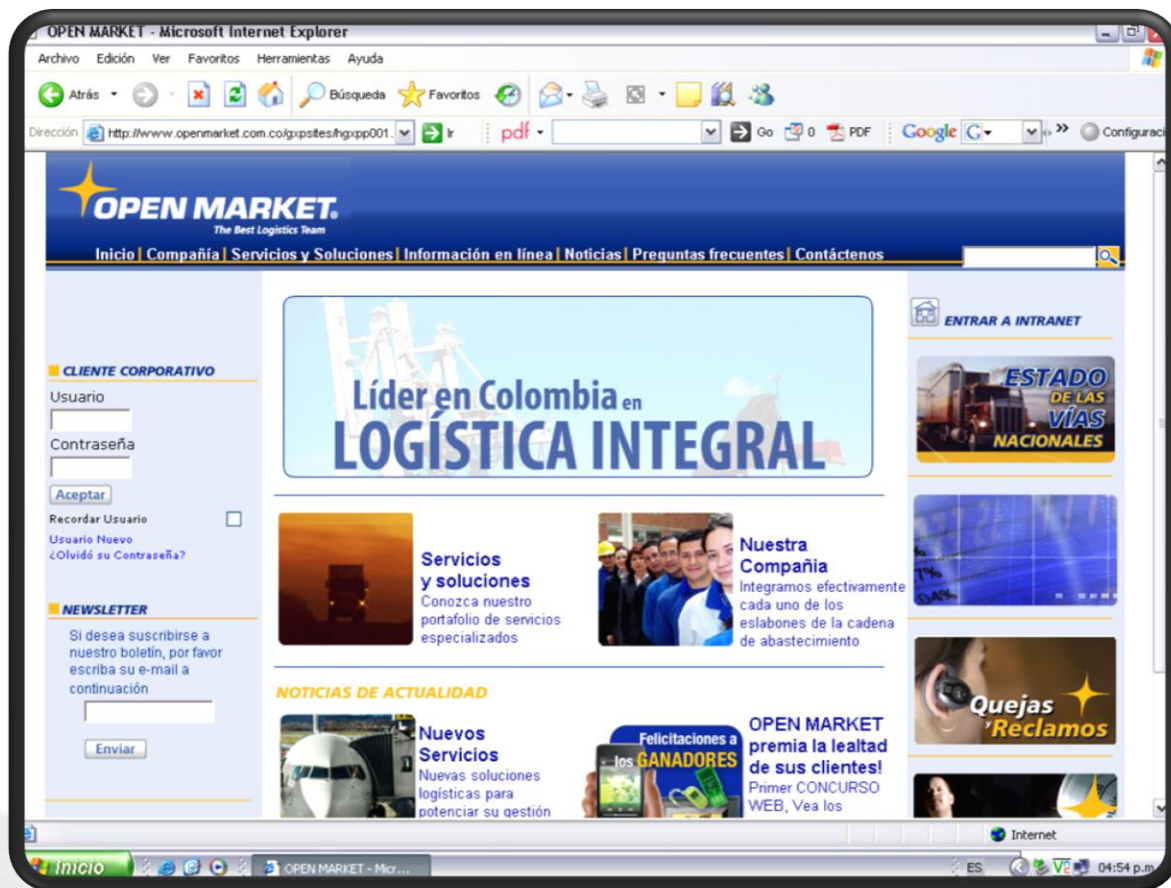 OPEN MARKET - Microsoft Internet Explorer
Archivo Edición Ver Favoritos Herramientas Ayuda
Atrás Búsqueda Favoritos
Dirección http://www.openmarket.com.co/gxpsites/hgxpp001. Ir pdf Go 0 PDF Google G Configuraci
OPEN MARKET®
The Best Logistics Team
Inicio | Compañía | Servicios y Soluciones | Información en línea | Noticias | Preguntas frecuentes | Contáctenos
CLIENTE CORPORATIVO
Usuario
Contraseña
Aceptar
Recordar Usuario
Usuario Nuevo
¿Olvidó su Contraseña?
NEWSLETTER
Si desea suscribirse a
nuestro boletín, por favor
escriba su e-mail a
continuación
Enviar
Líder en Colombia en
LOGÍSTICA INTEGRAL
Servicios
y soluciones
Conozca nuestro
portafolio de servicios
especializados
Nuestra
Compañia
Integramos efectivamente
cada uno de los
eslabones de la cadena
de abastecimiento
NOTICIAS DE ACTUALIDAD
Nuevos
Servicios
Nuevas soluciones
logísticas para
potenciar su gestión
Felicitaciones a
los GANADORES
OPEN MARKET
premia la lealtad
de sus clientes!
Primer CONCURSO
WEB, Vea los
ENTRAR A INTRANET
ESTADO
DE LAS
VÍAS
NACIONALES
Quejas
y Reclamos
Internet
Inicio OPEN MARKET - Micr... ES 04:54 p.m.